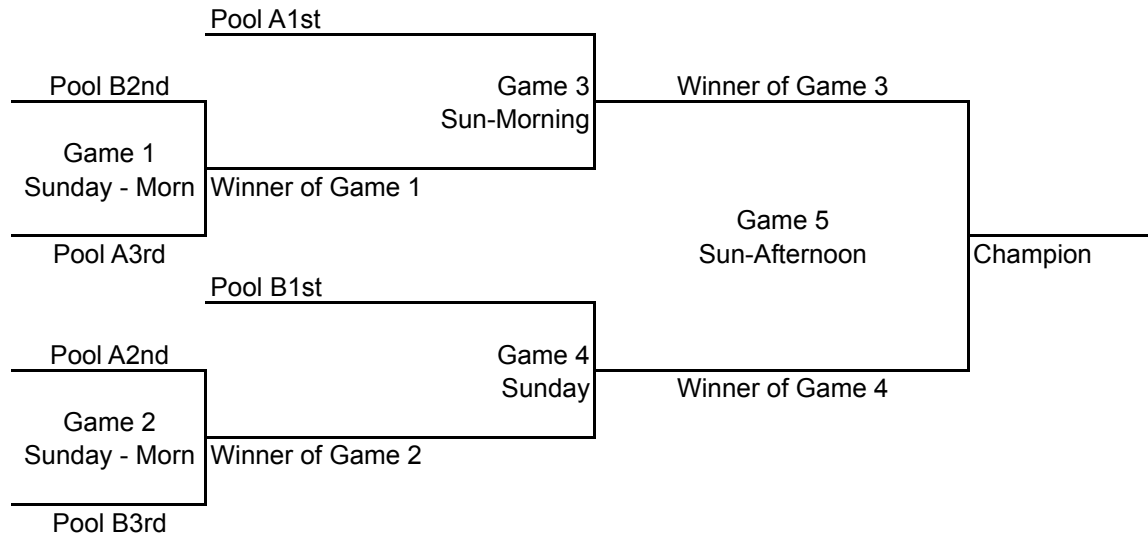 Pool A1st
Pool B2nd
Game 3
Sun-Morning
Winner of Game 3
Game 1
Sunday - Morn
Winner of Game 1
Game 5
Sun-Afternoon
Pool A3rd
Champion
Pool B1st
Pool A2nd
Game 4
Sunday
Winner of Game 4
Game 2
Sunday - Morn
Winner of Game 2
Pool B3rd